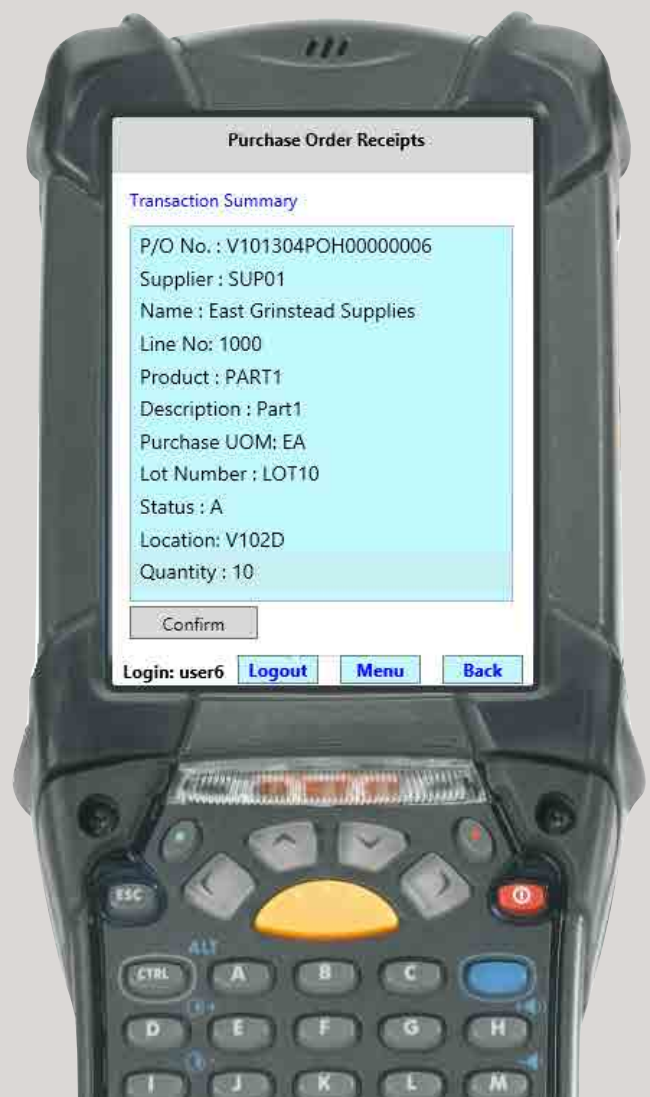 Purchase Order Receipts
Transaction Summary
P/O No. : V101304POH00000006
Supplier : SUP01
Name : East Grinstead Supplies
Line No: 1000
Product : PART1
Description : Part1
Purchase UOM: EA
Lot Number : LOT10
Status : A
Location: V102D
Quantity : 10
Confirm
Login: user6 Logout Menu Back
ESC
ALT
CTRL A B C
D E F G H
I J K L M